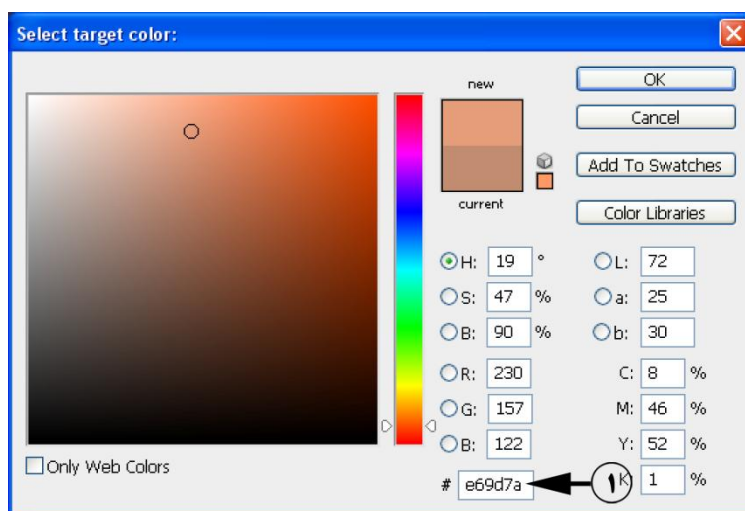 Select target color:
new
current
OK
Cancel
Add To Swatches
Color Libraries
H: 19 °
S: 47 %
B: 90 %
R: 230
G: 157
B: 122
# e69d7a
L: 72
a: 25
b: 30
C: 8 %
M: 46 %
Y: 52 %
K: 1 %
۱
Only Web Colors